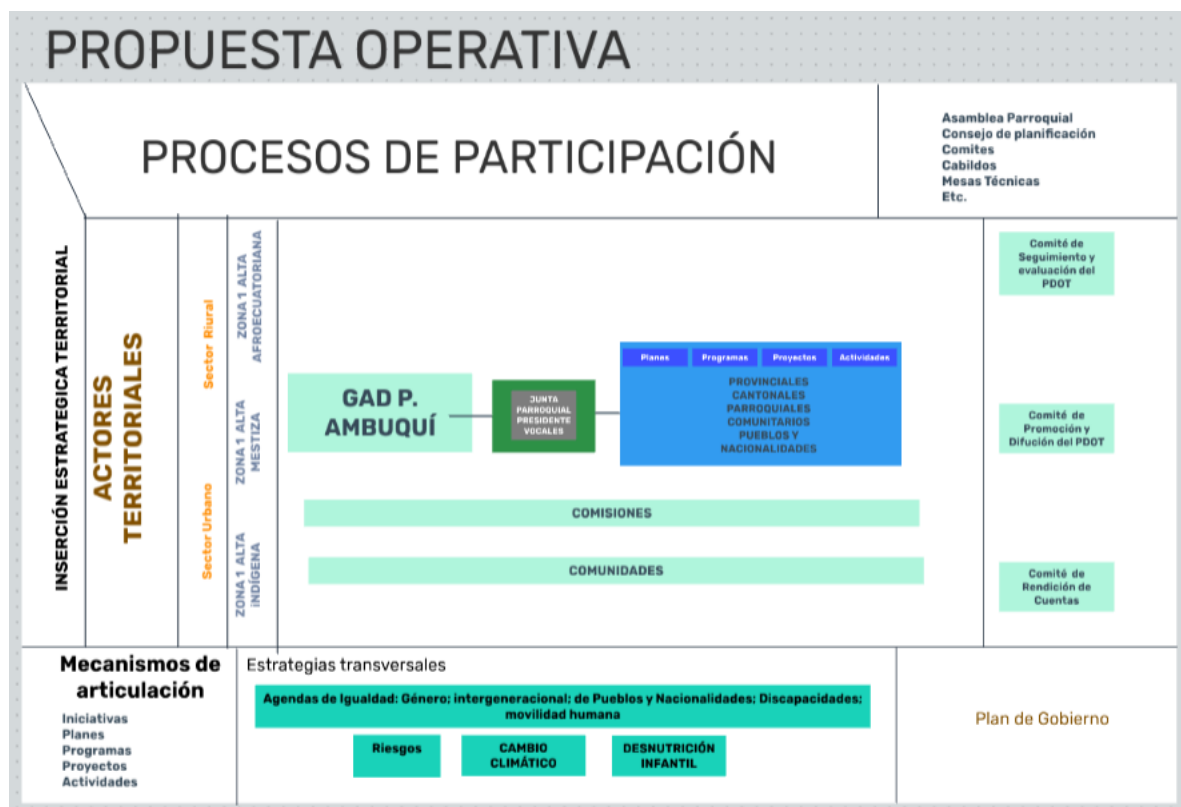 PROPUESTA OPERATIVA
PROCESOS DE PARTICIPACIÓN
Asamblea Parroquial
Consejo de planificación
Comites
Cabildos
Mesas Técnicas
Etc.
INSERCIÓN ESTRATEGICA TERRITORIAL
ACTORES
TERRITORIALES
Sector Riural
Sector Urbano
ZONA 1 ALTA
AFROECUATORIANA
ZONA 1 ALTA
MESTIZA
ZONA 1 ALTA
INDÍGENA
GAD P.
AMBUQUÍ
JUNTA
PARROQUIAL
PRESIDENTE
VOCALES
Planes
Programas
Proyectos
Actividades
PROVINCIALES
CANTONALES
PARROQUIALES
COMUNITARIOS
PUEBLOS Y
NACIONALIDADES
COMISIONES
COMUNIDADES
Comité de
Seguimiento y
evaluación del
PDOT
Comité de
Promoción y
Difución del PDOT
Comité de
Rendición de
Cuentas
Mecanismos de
articulación
Iniciativas
Planes
Programas
Proyectos
Actividades
Estrategias transversales
Agendas de Igualdad: Género; intergeneracional; de Pueblos y Nacionalidades; Discapacidades;
movilidad humana
Riesgos
CAMBIO
CLIMÁTICO
DESNUTRICIÓN
INFANTIL
Plan de Gobierno